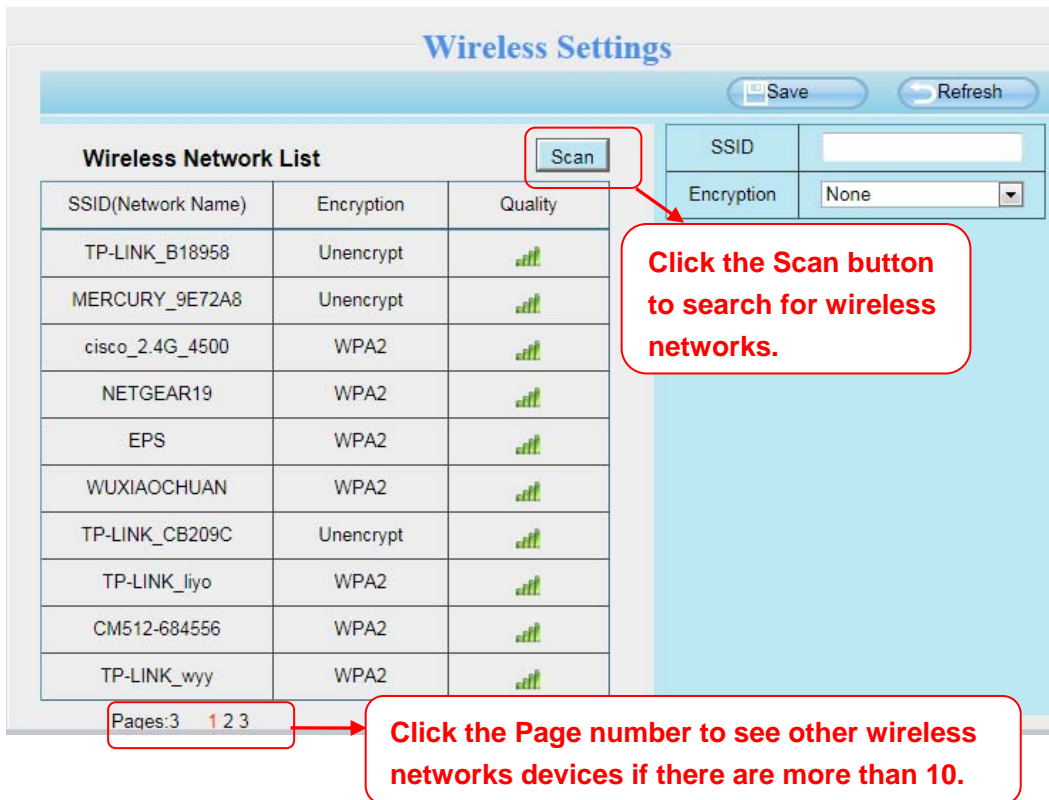 Wireless Settings
Save Refresh
Wireless Network List Scan
SSID
Encryption None
SSID(Network Name) Encryption Quality
TP-LINK_B18958 Unencrypt
MERCURY_9E72A8 Unencrypt
cisco_2.4G_4500 WPA2
NETGEAR19 WPA2
EPS WPA2
WUXIAOCHUAN WPA2
TP-LINK_CB209C Unencrypt
TP-LINK_liyo WPA2
CM512-684556 WPA2
TP-LINK_wyy WPA2
Pages:3 1 2 3
Click the Scan button
to search for wireless
networks.
Click the Page number to see other wireless
networks devices if there are more than 10.